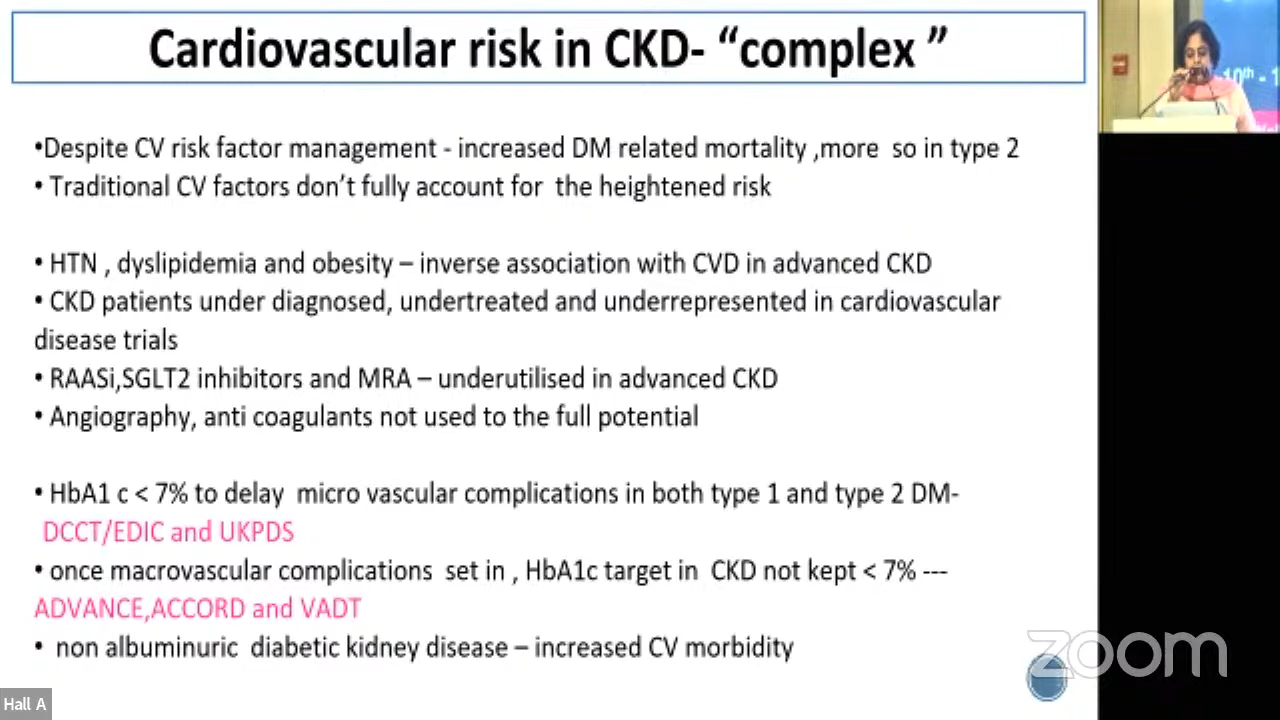 Cardiovascular risk in CKD- “complex ”
10th - 1
•Despite CV risk factor management - increased DM related mortality ,more so in type 2
• Traditional CV factors don’t fully account for the heightened risk
• HTN , dyslipidemia and obesity – inverse association with CVD in advanced CKD
• CKD patients under diagnosed, undertreated and underrepresented in cardiovascular
disease trials
• RAASi,SGLT2 inhibitors and MRA – underutilised in advanced CKD
• Angiography, anti coagulants not used to the full potential
• HbA1 c < 7% to delay micro vascular complications in both type 1 and type 2 DM-
DCCT/EDIC and UKPDS
• once macrovascular complications set in , HbA1c target in CKD not kept < 7% ---
ADVANCE,ACCORD and VADT
• non albuminuric diabetic kidney disease – increased CV morbidity
zoom
Hall A